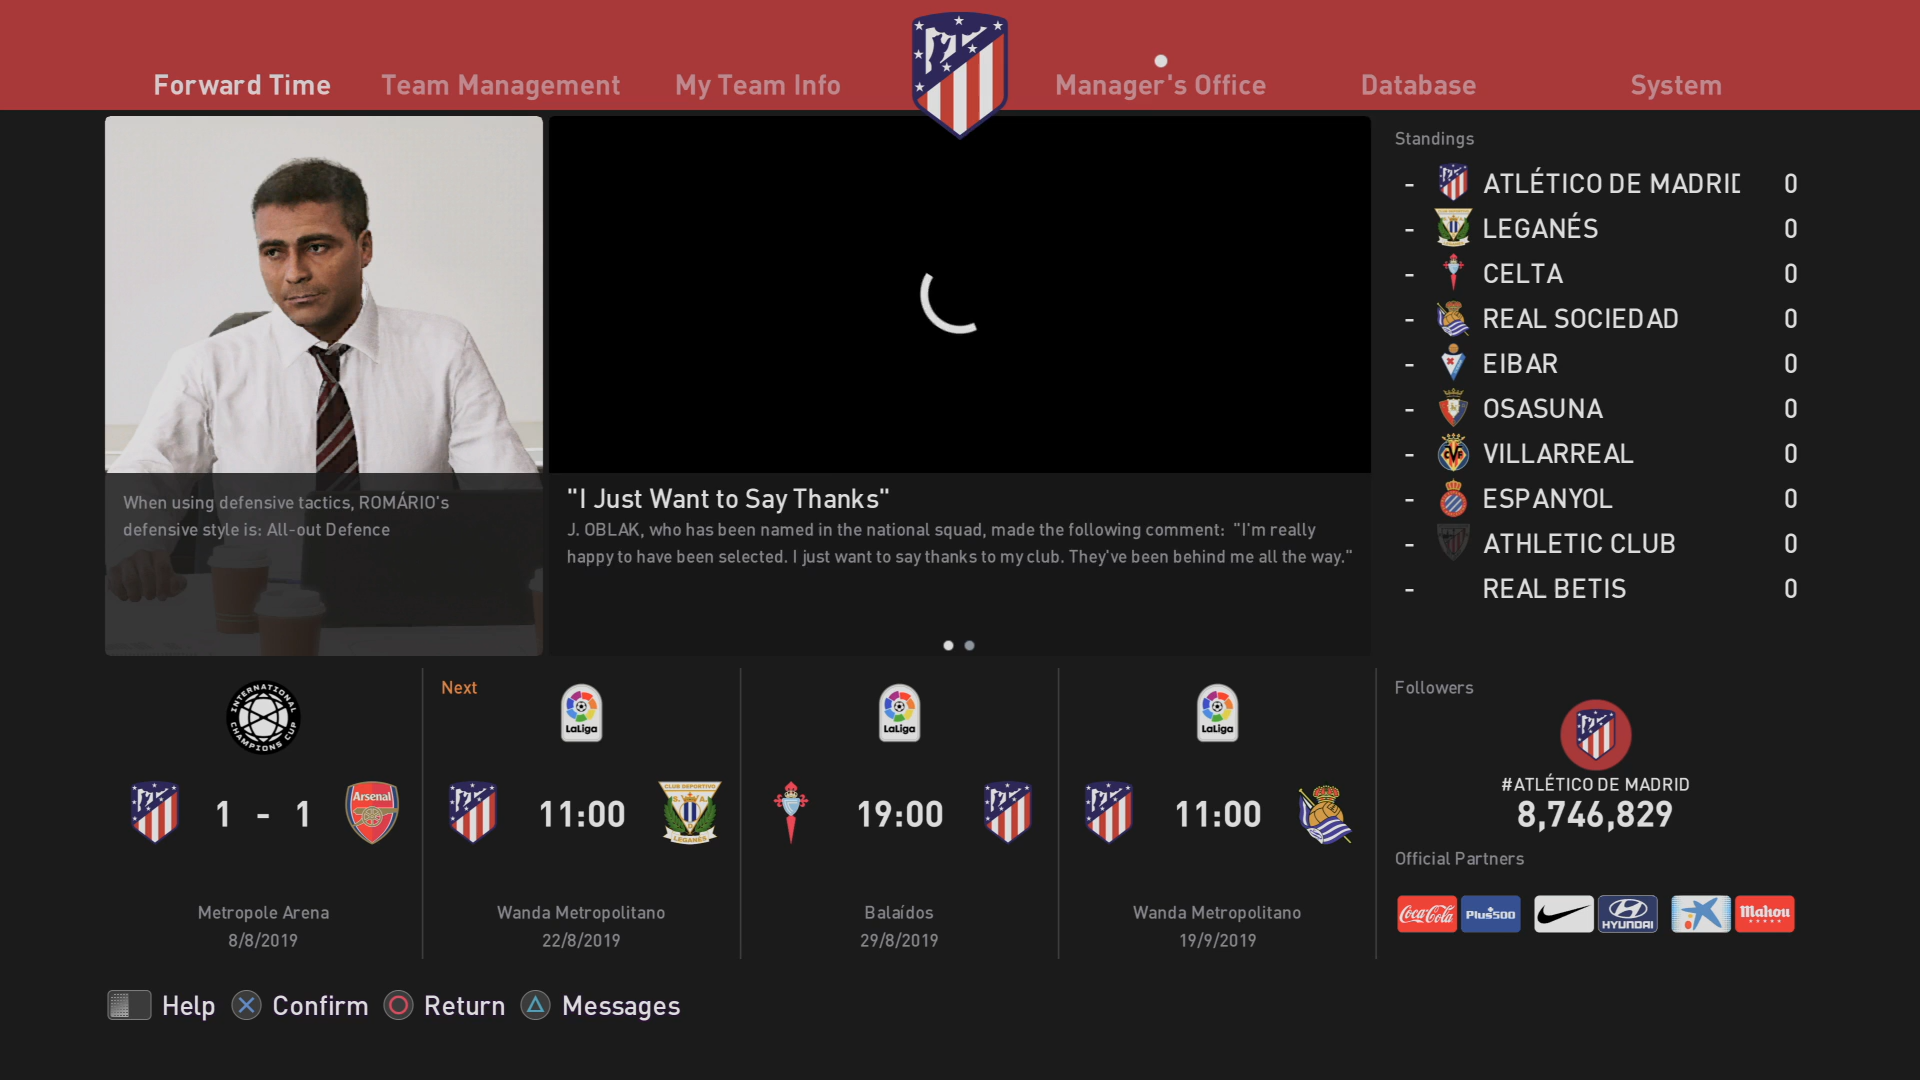 Forward Time
Team Management
My Team Info
Manager's Office
Database
System
When using defensive tactics, ROMÁRIO's
defensive style is: All-out Defence
"I Just Want to Say Thanks"
J. OBLAK, who has been named in the national squad, made the following comment: "I'm really
happy to have been selected. I just want to say thanks to my club. They've been behind me all the way."
Standings
- ATLÉTICO DE MADRID 0
- LEGANÉS 0
- CELTA 0
- REAL SOCIEDAD 0
- EIBAR 0
- OSASUNA 0
- VILLARREAL 0
- ESPANYOL 0
- ATHLETIC CLUB 0
- REAL BETIS 0
INTERNATIONAL
CHAMPIONS CUP
1 - 1
Arsenal
Metropole Arena
8/8/2019
Next
LaLiga
11:00
CLUB DEPORTIVO
LEGANÉS
Wanda Metropolitano
22/8/2019
LaLiga
19:00
Balaídos
29/8/2019
LaLiga
11:00
Wanda Metropolitano
19/9/2019
Followers
#ATLÉTICO DE MADRID
8,746,829
Official Partners
Coca-Cola
Plus500
HYUNDAI
Mahou
Help
Confirm
Return
Messages